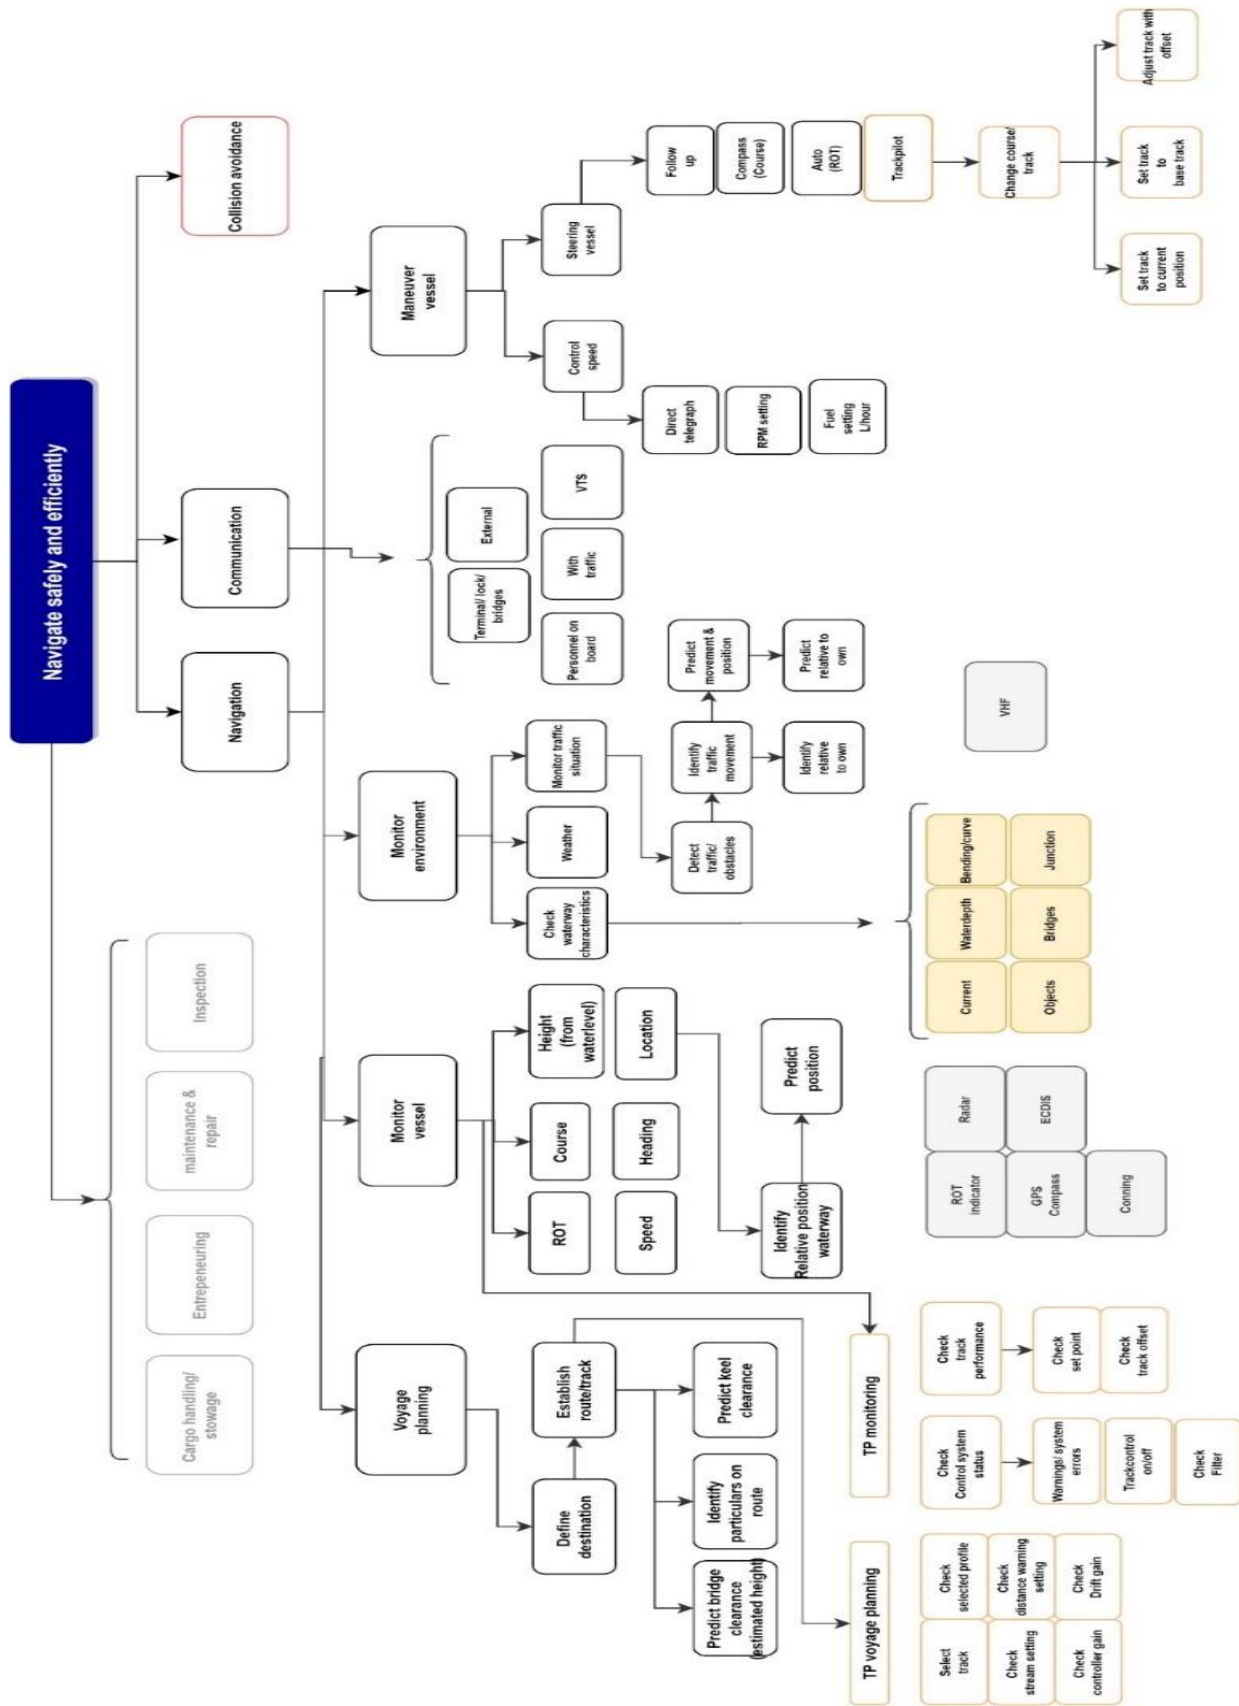 Navigate safely and efficiently
Cargo handling/
stowage
Entrepeneuring
maintenance &
repair
Inspection
Navigation
Communication
Collision avoidance
Voyage
planning
Monitor
vessel
Monitor
environment
Maneuver
vessel
Define
destination
Establish
route/track
ROT
Course
Height
(from
waterlevel)
Speed
Heading
Location
Check
waterway
characteristics
Weather
Monitor traffic
situation
Terminal/ lock/
bridges
External
Personnel on
board
With
traffic
VTS
Control
speed
Steering
vessel
Predict bridge
clearance
(estimated height)
Identify
particulars on
route
Predict keel
clearance
Identify
Relative position
waterway
Predict
position
Detect
traffic/
obstacles
Identify
traffic
movement
Predict
movement &
position
Identify
relative
to own
Predict
relative to
own
Direct
telegraph
RPM setting
Fuel
setting
L/hour
Follow
up
Compass
(Course)
Auto
(ROT)
Trackpilot
Change course/
track
Set track
to current
position
Set track
to
base track
Adjust track with
offset
TP voyage planning
Select
track
Check
selected profile
Check
stream setting
Check
distance warning
setting
Check
controller gain
Check
Drift gain
TP monitoring
Check
Control system
status
Warnings/ system
errors
Trackcontrol
on/off
Check
Filter
Check
track
performance
Check
set point
Check
track offset
ROT
indicator
Radar
GPS
Compass
ECDIS
Conning
Current
Waterdepth
Bending/curve
Objects
Bridges
Junction
VHF